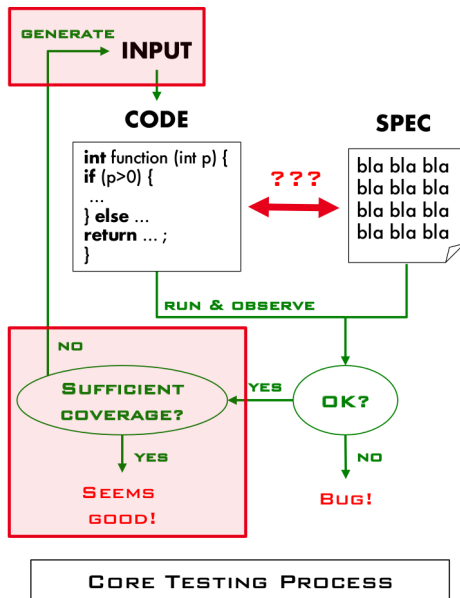 GENERATE
INPUT
CODE
SPEC
int function (int p) {
if (p>0) {
...
} else ...
return ... ;
}
???
bla bla bla
bla bla bla
bla bla bla
bla bla bla
RUN & OBSERVE
NO
SUFFICIENT
COVERAGE?
YES
OK?
YES
NO
SEEMS
GOOD!
BUG!
CORE TESTING PROCESS